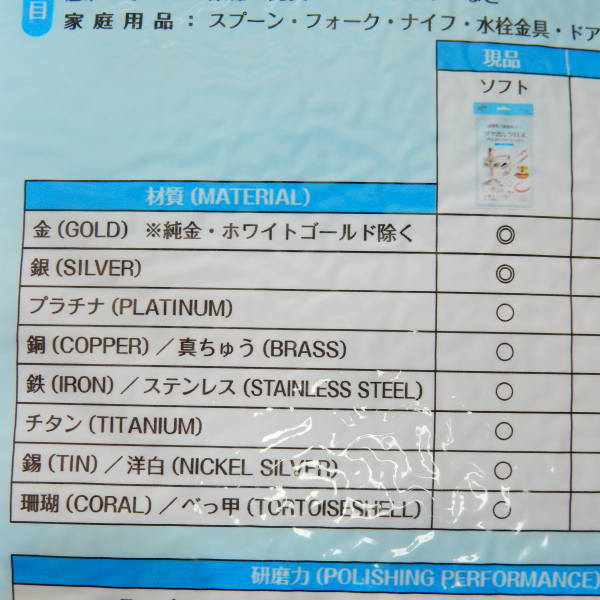 目
家庭用品：スプーン・フォーク・ナイフ・水栓金具・ドア
現品
ソフト
材質（MATERIAL）
金（GOLD） ※純金・ホワイトゴールド除く ◎
銀（SILVER） ◎
プラチナ（PLATINUM） ○
銅（COPPER）／真ちゅう（BRASS） ○
鉄（IRON）／ステンレス（STAINLESS STEEL） ○
チタン（TITANIUM） ○
錫（TIN）／洋白（NICKEL SILVER） ○
珊瑚（CORAL）／べっ甲（TORTOISESHELL） ○
研磨力（POLISHING PERFORMANCE）